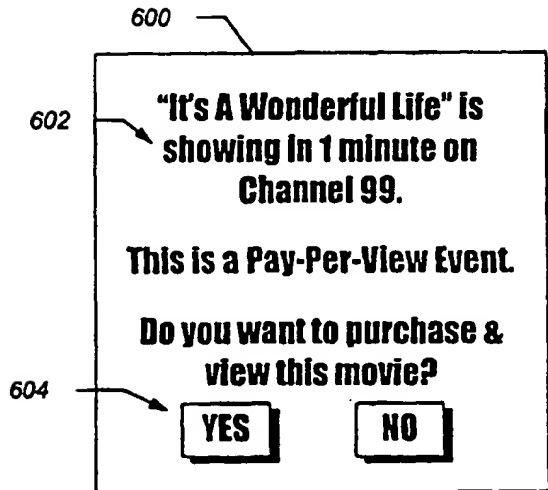 600
602
"It's A Wonderful Life" is
showing in 1 minute on
Channel 99.
This is a Pay-Per-View Event.
Do you want to purchase &
view this movie?
604
YES NO